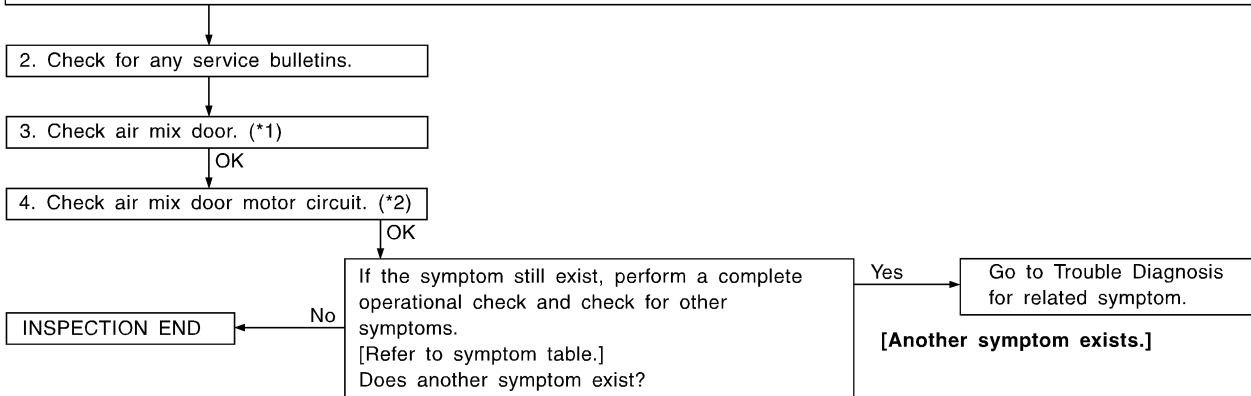 2. Check for any service bulletins.
3. Check air mix door. (*1)
OK
4. Check air mix door motor circuit. (*2)
OK
If the symptom still exist, perform a complete
operational check and check for other
symptoms.
[Refer to symptom table.]
Does another symptom exist?
Yes
Go to Trouble Diagnosis
for related symptom.
[Another symptom exists.]
No
INSPECTION END